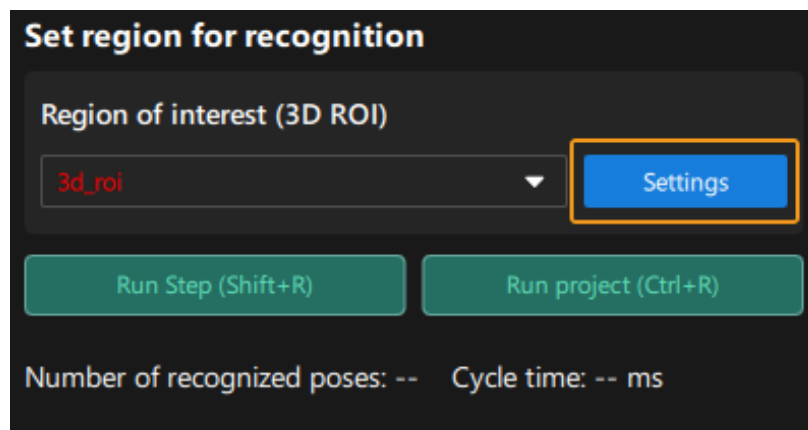 Set region for recognition
Region of interest (3D ROI)
3d_roi Settings
Run Step (Shift+R) Run project (Ctrl+R)
Number of recognized poses: -- Cycle time: -- ms